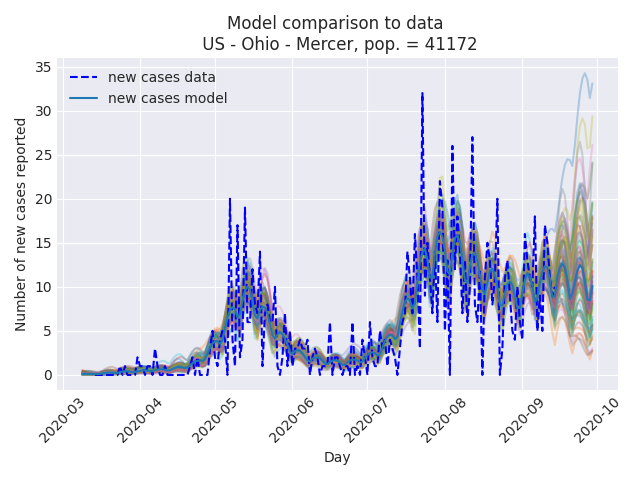 Model comparison to data
US - Ohio - Mercer, pop. = 41172
new cases data
new cases model
Number of new cases reported
35
30
25
20
15
10
5
0
2020-03
2020-04
2020-05
2020-06
2020-07
2020-08
2020-09
2020-10
Day